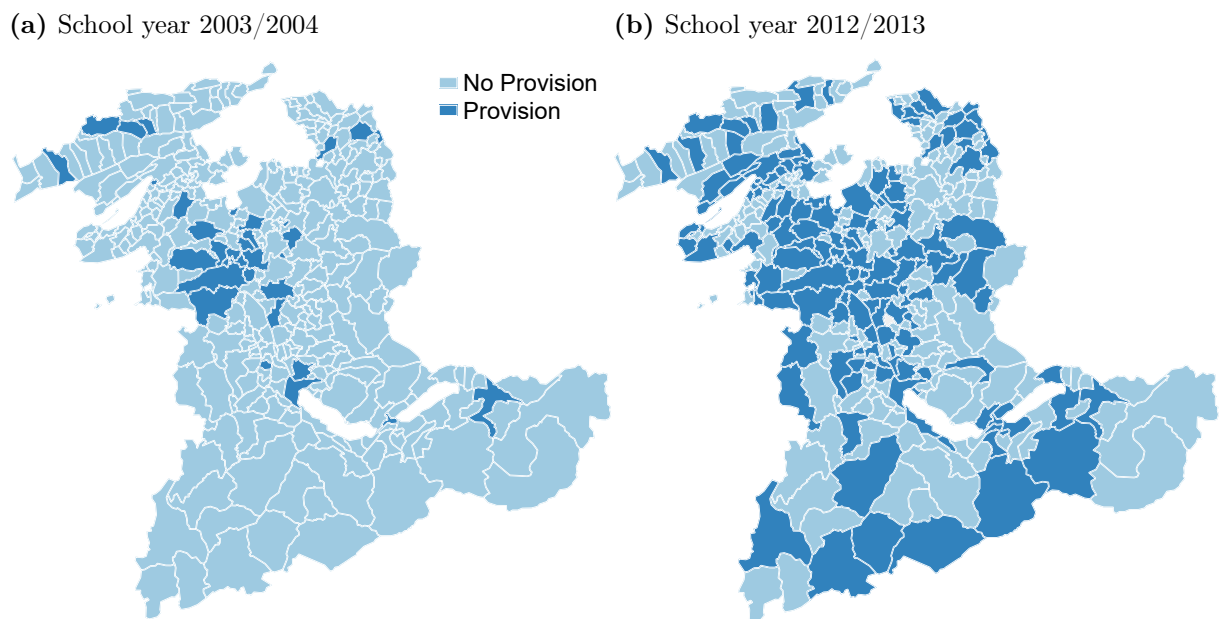 (a) School year 2003/2004
(b) School year 2012/2013
No Provision
Provision